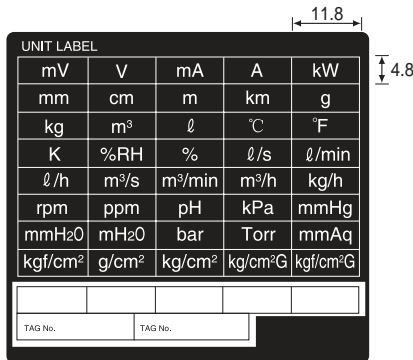 11.8
UNIT LABEL
4.8
mV V mA A kW
mm cm m km g
kg m³ ℓ ℃ °F
K %RH % ℓ/s ℓ/min
ℓ/h m³/s m³/min m³/h kg/h
rpm ppm pH kPa mmHg
mmH20 mH20 bar Torr mmAq
kgf/cm² g/cm² kg/cm² kg/cm²G kgf/cm²G
TAG No. TAG No.